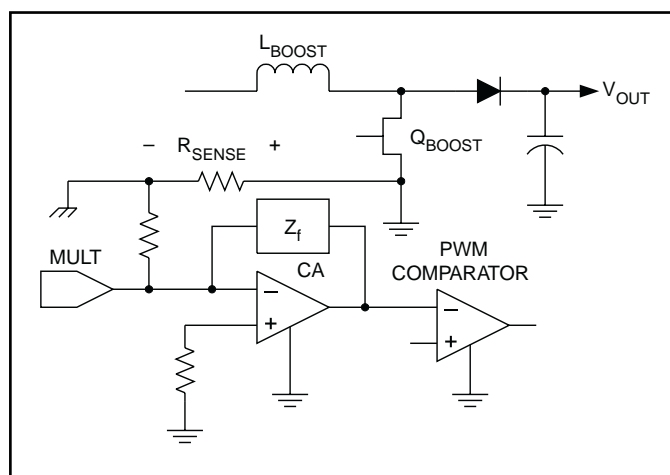 L_BOOST
V_OUT
Q_BOOST
− R_SENSE +
MULT
Z_f
CA
PWM
COMPARATOR
−
+
−
+